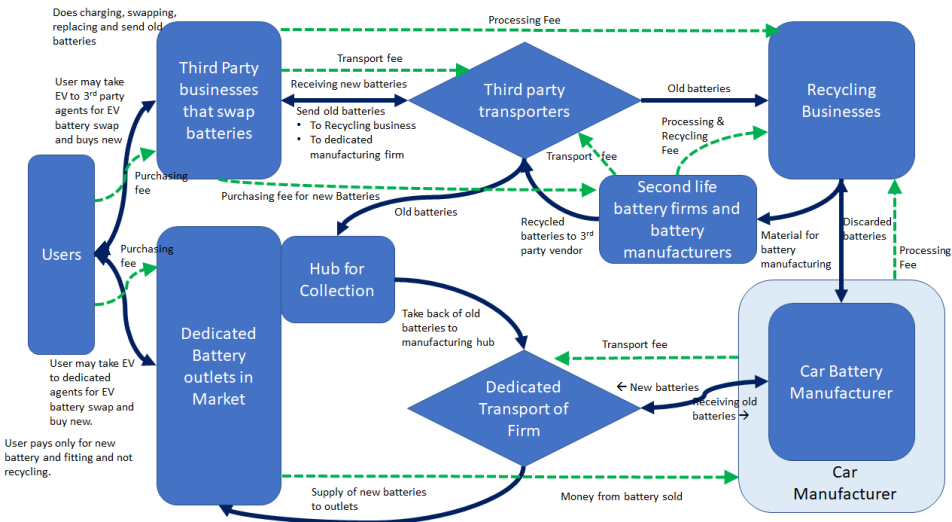 Does charging, swapping,
replacing and send old
batteries
Processing Fee
Third Party
businesses
that swap
batteries
Transport fee
Receiving new batteries
Send old batteries
• To Recycling business
• To dedicated
manufacturing firm
Third party
transporters
Old batteries
Recycling
Businesses
User may take
EV to 3rd party
agents for EV
battery swap
and buys new
Processing &
Recycling
Fee
Transport fee
Purchasing
fee
Purchasing fee for new Batteries
Second life
battery firms and
battery
manufacturers
Users
Old batteries
Recycled
batteries to 3rd
party vendor
Material for
battery
manufacturing
Discarded
batteries
Processing
Fee
Purchasing
fee
Hub for
Collection
Dedicated
Battery
outlets in
Market
Take back of old
batteries to
manufacturing hub
Transport fee
User may take EV
to dedicated
agents for EV
battery swap and
buy new.
Dedicated
Transport of
Firm
← New batteries
Receiving old
batteries →
Car Battery
Manufacturer
User pays only for new
battery and fitting and not
recycling.
Car
Manufacturer
Supply of new batteries
to outlets
Money from battery sold